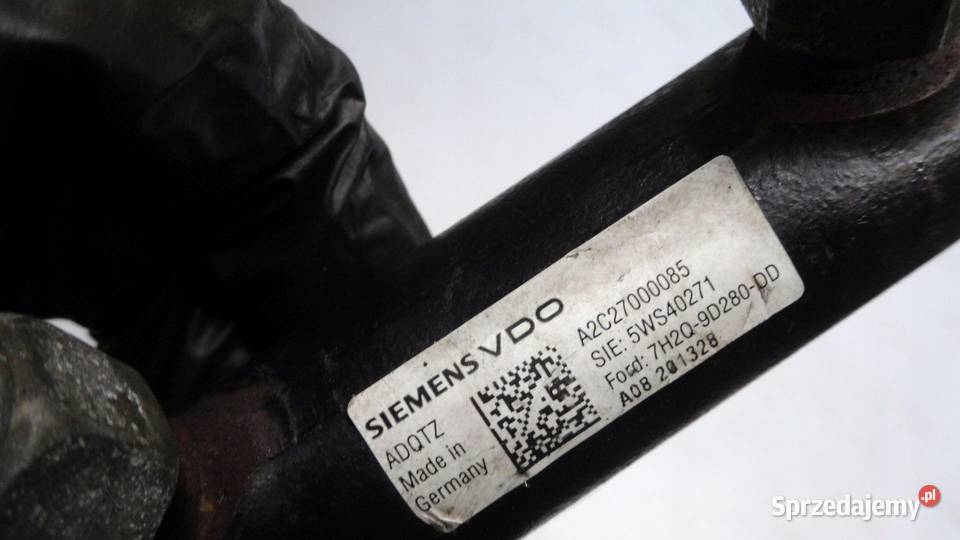 SIEMENS VDO
ADQTZ
Made in
Germany
A2C27000085
SIE: 5WS40271
Ford: 7H2Q-9D280-DD
A08 201328
Sprzedajemy.pl